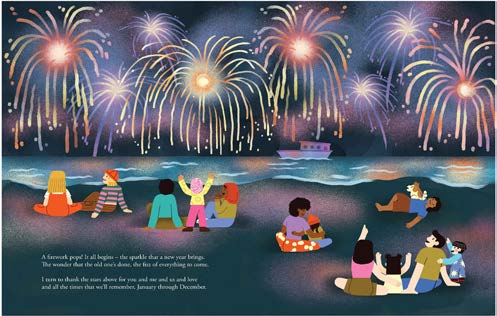 A firework pops! It all begins – the sparkle that a new year brings.
The wonder that the old one's done, the fizz of everything to come.
I turn to thank the stars above for you and me and us and love
and all the times that we'll remember, January through December.